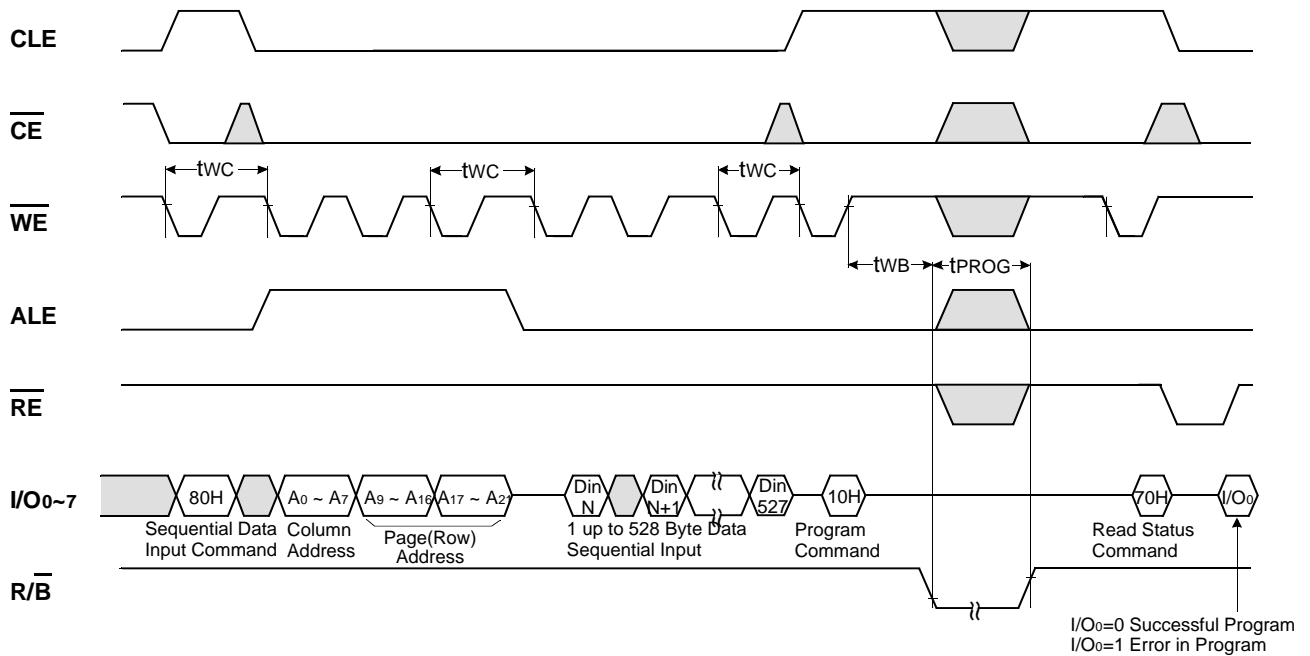 CLE
CE
tWC
tWC
tWC
WE
tWB
tPROG
ALE
RE
I/O0~7
80H
A0 ~ A7
A9 ~ A16
A17 ~ A21
Din N
Din N+1
Din 527
10H
70H
I/O0
Sequential Data
Input Command
Column
Address
Page(Row)
Address
1 up to 528 Byte Data
Sequential Input
Program
Command
Read Status
Command
R/B
I/O0=0 Successful Program
I/O0=1 Error in Program